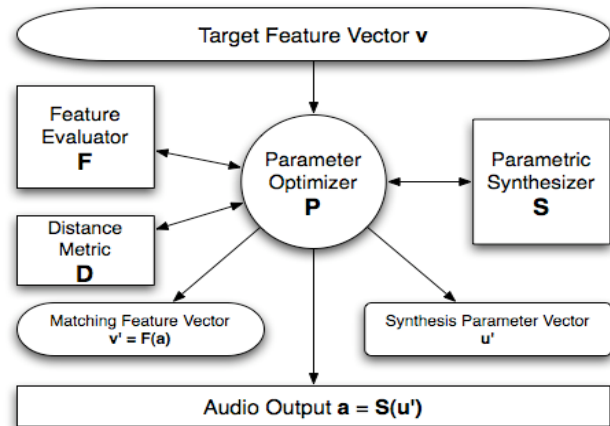 Target Feature Vector v
Feature
Evaluator
F
Parameter
Optimizer
P
Parametric
Synthesizer
S
Distance
Metric
D
Matching Feature Vector
v' = F(a)
Synthesis Parameter Vector
u'
Audio Output a = S(u')